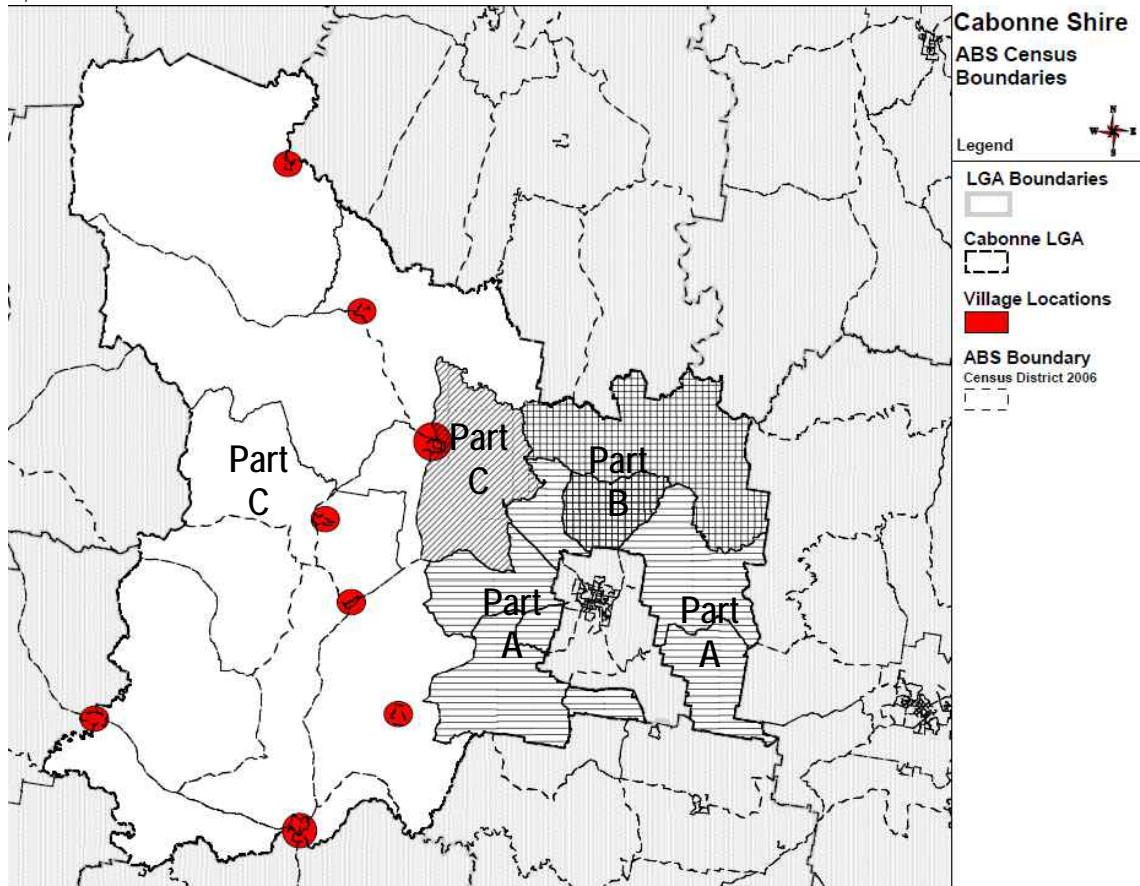 Cabonne Shire
ABS Census
Boundaries
N
W E
S
Legend
LGA Boundaries
Cabonne LGA
Village Locations
ABS Boundary
Census District 2006
Part
C
Part
C
Part
B
Part
A
Part
A